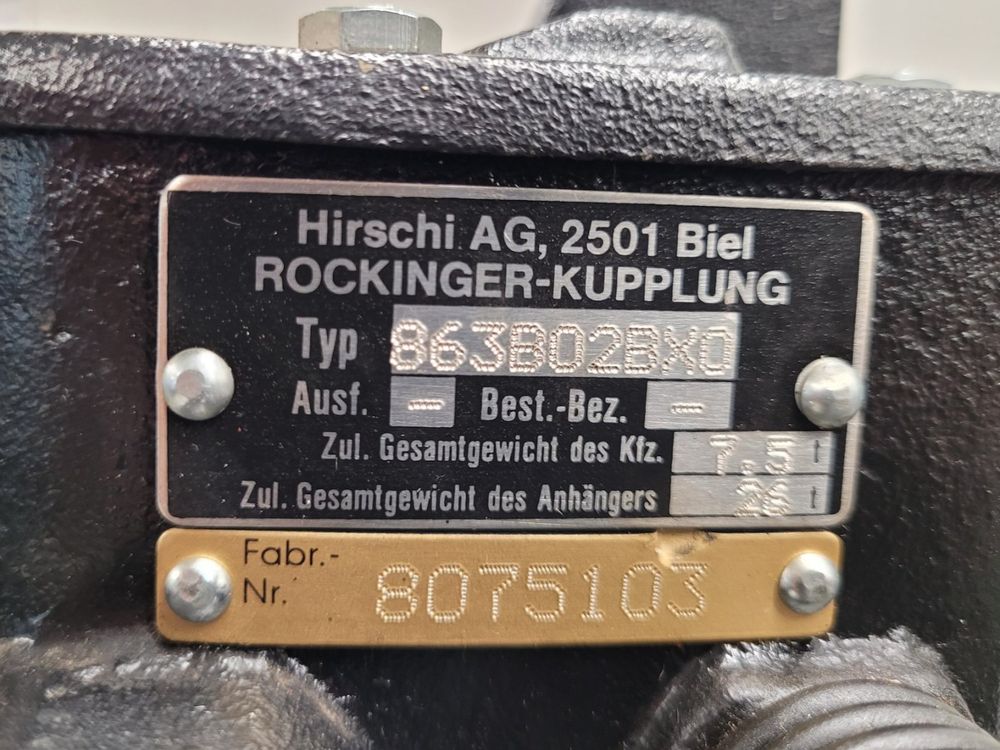 Hirschi AG, 2501 Biel
ROCKINGER-KUPPLUNG
Typ 863B02BX0
Ausf. - Best.-Bez. -
Zul. Gesamtgewicht des Kfz. 7.5 t
Zul. Gesamtgewicht des Anhängers 26 t
Fabr.-
Nr. 8075103